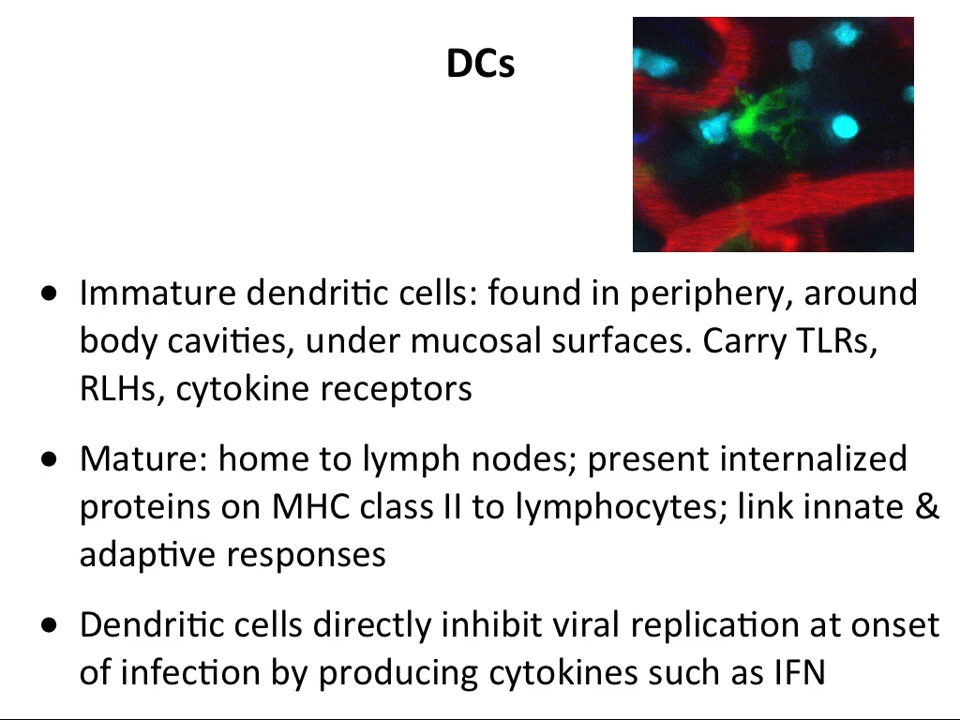 DCs
• Immature dendritic cells: found in periphery, around
body cavities, under mucosal surfaces. Carry TLRs,
RLHs, cytokine receptors
• Mature: home to lymph nodes; present internalized
proteins on MHC class II to lymphocytes; link innate &
adaptive responses
• Dendritic cells directly inhibit viral replication at onset
of infection by producing cytokines such as IFN